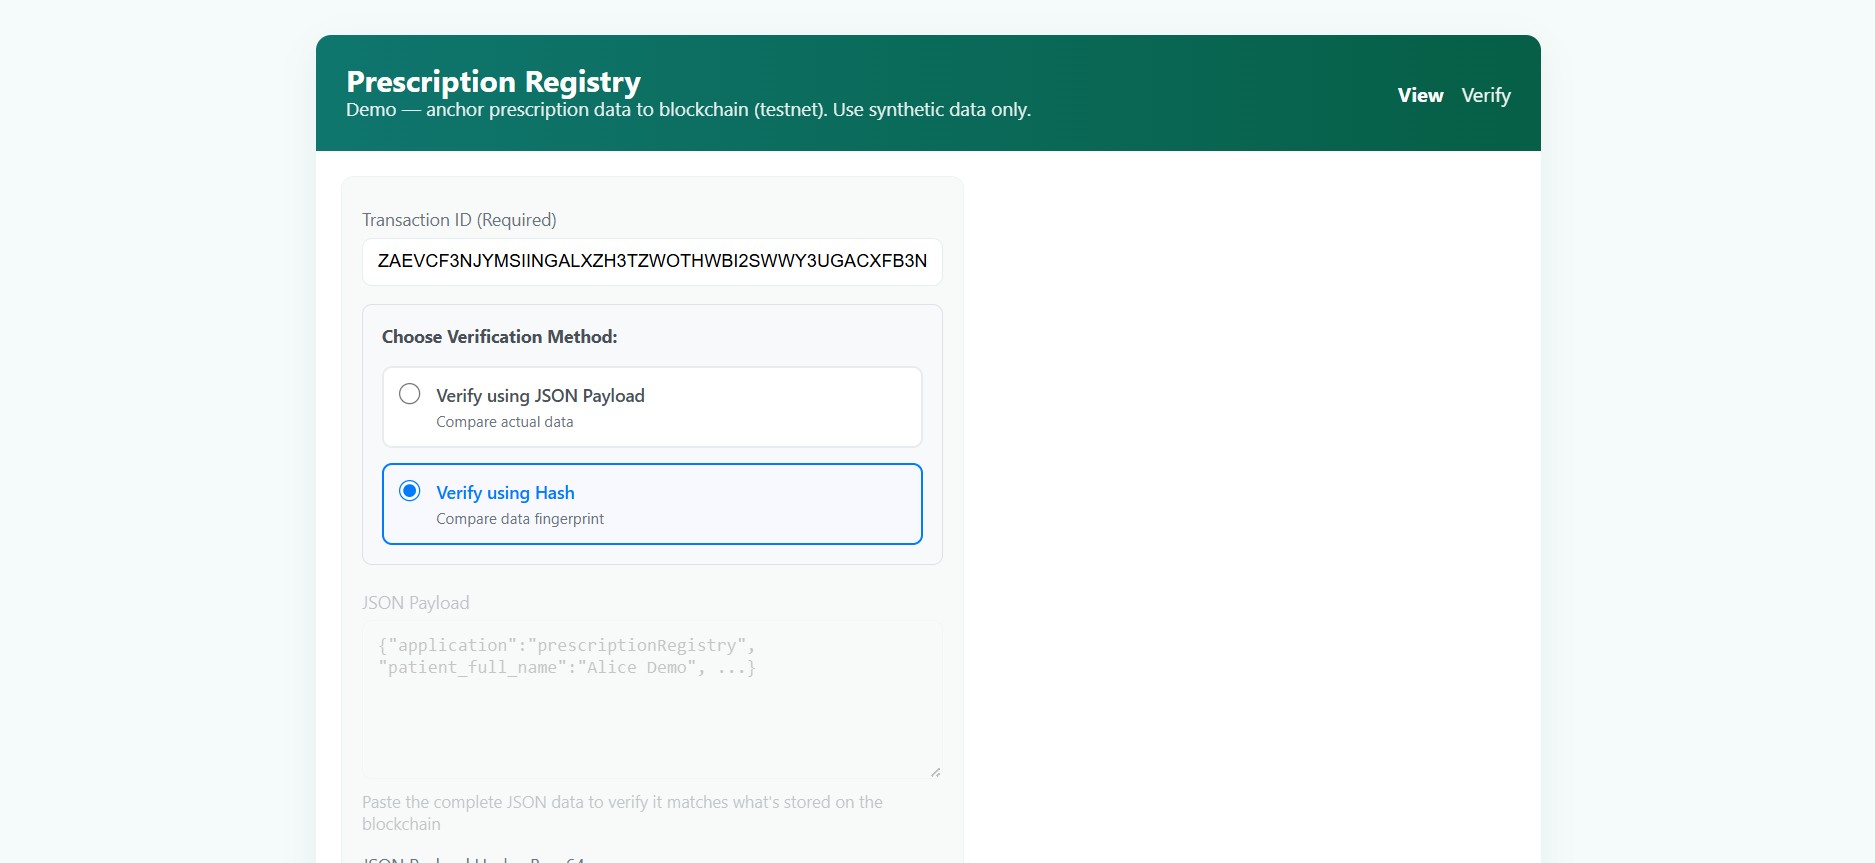 Prescription Registry
Demo — anchor prescription data to blockchain (testnet). Use synthetic data only.
View Verify
Transaction ID (Required)
ZAEVCF3NJYMSIINGALXZH3TZWOTHWBI2SWWY3UGACXFB3N
Choose Verification Method:
Verify using JSON Payload
Compare actual data
Verify using Hash
Compare data fingerprint
JSON Payload
{"application":"prescriptionRegistry",
"patient_full_name":"Alice Demo", ...}
Paste the complete JSON data to verify it matches what's stored on the
blockchain
JSON Payload